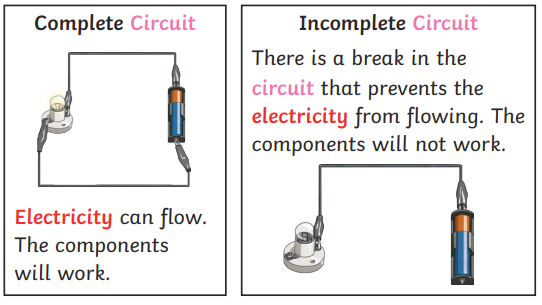 Complete Circuit
Electricity can flow.
The components
will work.
Incomplete Circuit
There is a break in the
circuit that prevents the
electricity from flowing. The
components will not work.